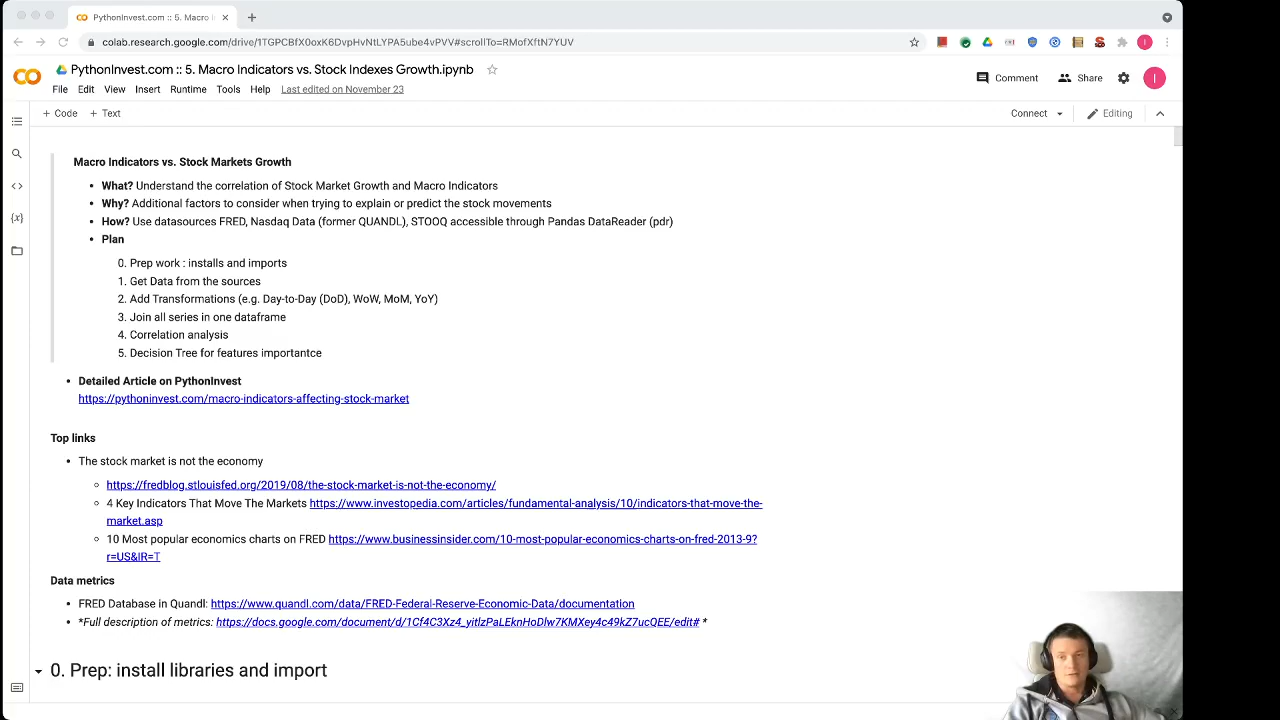 PythonInvest.com :: 5. Macro I
colab.research.google.com/drive/1TGPCBfX0oxK6DvpHvNtLYPA5ube4vPVV#scrollTo=RMofXftN7YUV
PythonInvest.com :: 5. Macro Indicators vs. Stock Indexes Growth.ipynb
Comment
Share
I
File Edit View Insert Runtime Tools Help Last edited on November 23
+ Code + Text
Connect
Editing
Macro Indicators vs. Stock Markets Growth
• What? Understand the correlation of Stock Market Growth and Macro Indicators
• Why? Additional factors to consider when trying to explain or predict the stock movements
• How? Use datasources FRED, Nasdaq Data (former QUANDL), STOOQ accessible through Pandas DataReader (pdr)
• Plan
0. Prep work : installs and imports
1. Get Data from the sources
2. Add Transformations (e.g. Day-to-Day (DoD), WoW, MoM, YoY)
3. Join all series in one dataframe
4. Correlation analysis
5. Decision Tree for features importantce
• Detailed Article on PythonInvest
https://pythoninvest.com/macro-indicators-affecting-stock-market
Top links
• The stock market is not the economy
https://fredblog.stlouisfed.org/2019/08/the-stock-market-is-not-the-economy/
4 Key Indicators That Move The Markets https://www.investopedia.com/articles/fundamental-analysis/10/indicators-that-move-the-
market.asp
10 Most popular economics charts on FRED https://www.businessinsider.com/10-most-popular-economics-charts-on-fred-2013-9?
r=US&IR=T
Data metrics
• FRED Database in Quandl: https://www.quandl.com/data/FRED-Federal-Reserve-Economic-Data/documentation
• *Full description of metrics: https://docs.google.com/document/d/1Cf4C3Xz4_yitlzPaLEknHoDlw7KMXey4c49kZ7ucQEE/edit# *
0. Prep: install libraries and import